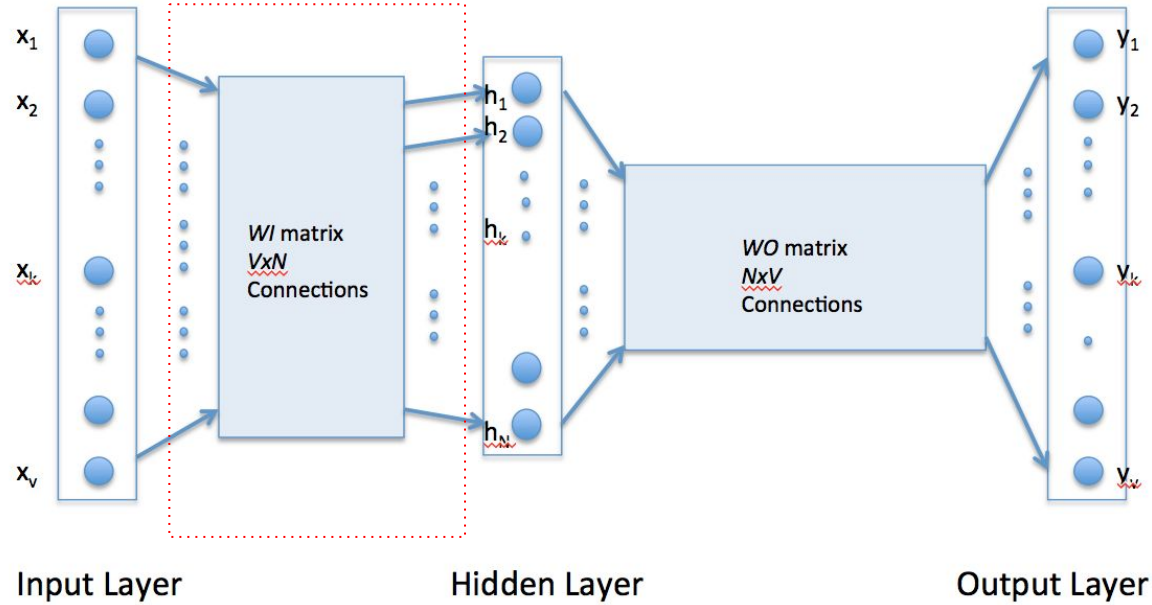 x₁
x₂
xₖ
xᵥ
WI matrix
VxN
Connections
h₁
h₂
hₖ
h_N
WO matrix
NxV
Connections
y₁
y₂
yₖ
yᵥ
Input Layer
Hidden Layer
Output Layer